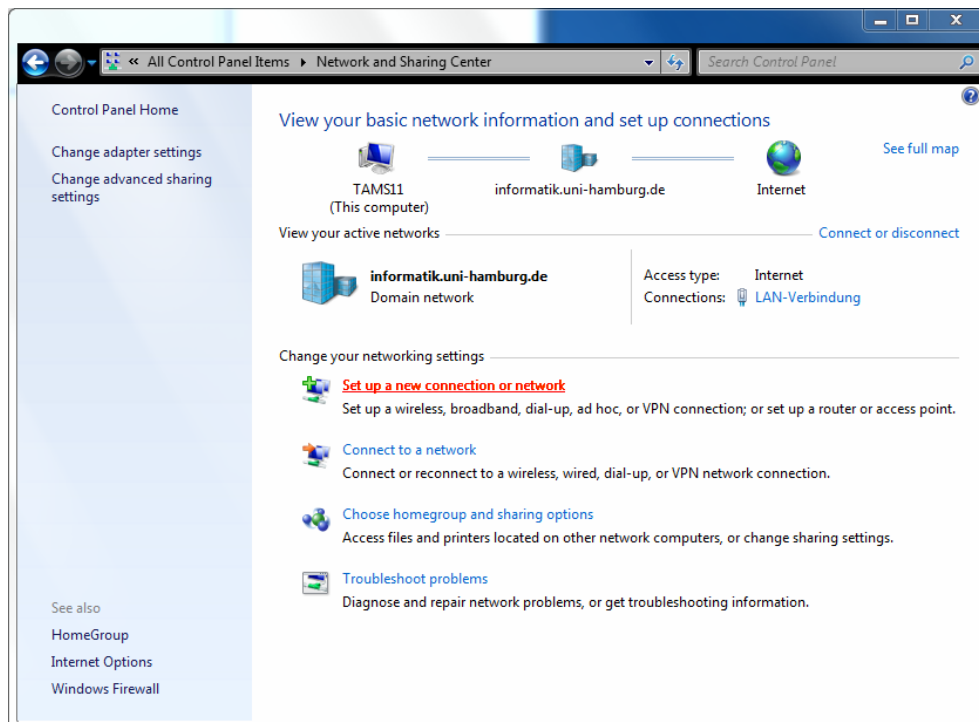 « All Control Panel Items ▸ Network and Sharing Center
Search Control Panel
Control Panel Home
Change adapter settings
Change advanced sharing
settings
See also
HomeGroup
Internet Options
Windows Firewall
View your basic network information and set up connections
See full map
TAMS11
(This computer)
informatik.uni-hamburg.de
Internet
View your active networks
Connect or disconnect
informatik.uni-hamburg.de
Domain network
Access type: Internet
Connections: LAN-Verbindung
Change your networking settings
Set up a new connection or network
Set up a wireless, broadband, dial-up, ad hoc, or VPN connection; or set up a router or access point.
Connect to a network
Connect or reconnect to a wireless, wired, dial-up, or VPN network connection.
Choose homegroup and sharing options
Access files and printers located on other network computers, or change sharing settings.
Troubleshoot problems
Diagnose and repair network problems, or get troubleshooting information.